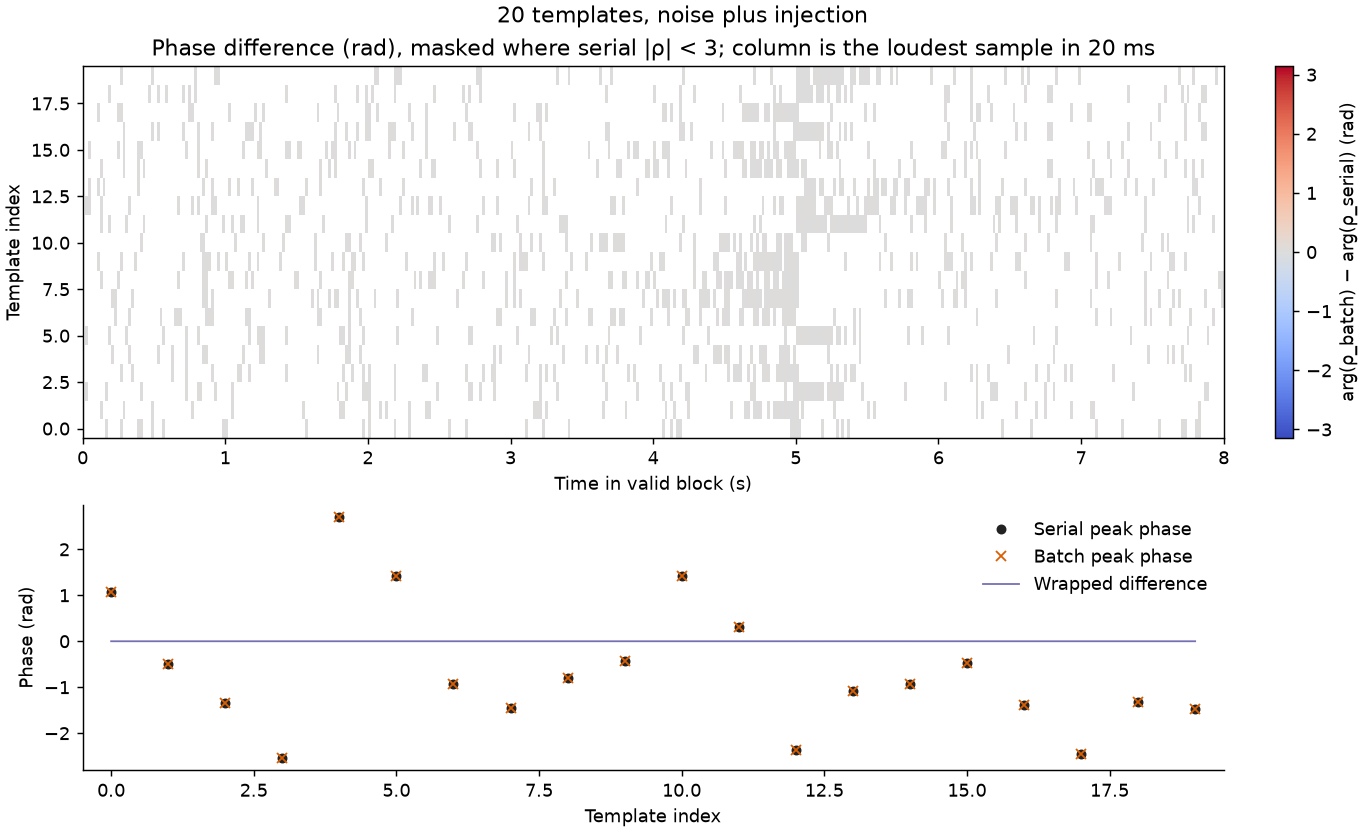 20 templates, noise plus injection
Phase difference (rad), masked where serial |ρ| < 3; column is the loudest sample in 20 ms
Template index
17.5
15.0
12.5
10.0
7.5
5.0
2.5
0.0
0 1 2 3 4 5 6 7 8
Time in valid block (s)
3
2
1
0
−1
−2
−3
arg(ρ_batch) − arg(ρ_serial) (rad)
Phase (rad)
2
1
0
−1
−2
Serial peak phase
Batch peak phase
Wrapped difference
0.0 2.5 5.0 7.5 10.0 12.5 15.0 17.5
Template index